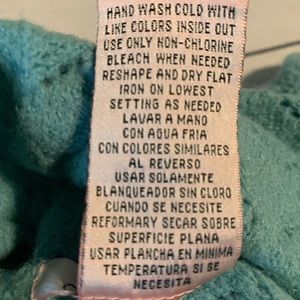 HAND WASH COLD WITH
LIKE COLORS INSIDE OUT
USE ONLY NON-CHLORINE
BLEACH WHEN NEEDED
RESHAPE AND DRY FLAT
IRON ON LOWEST
SETTING AS NEEDED
LAVAR A MANO
CON AGUA FRIA
CON COLORES SIMILARES
AL REVERSO
USAR SOLAMENTE
BLANQUEADOR SIN CLORO
CUANDO SE NECESITE
REFORMARY SECAR SOBRE
SUPERFICIE PLANA
USAR PLANCHA EN MINIMA
TEMPERATURA SI SE
NECESITA